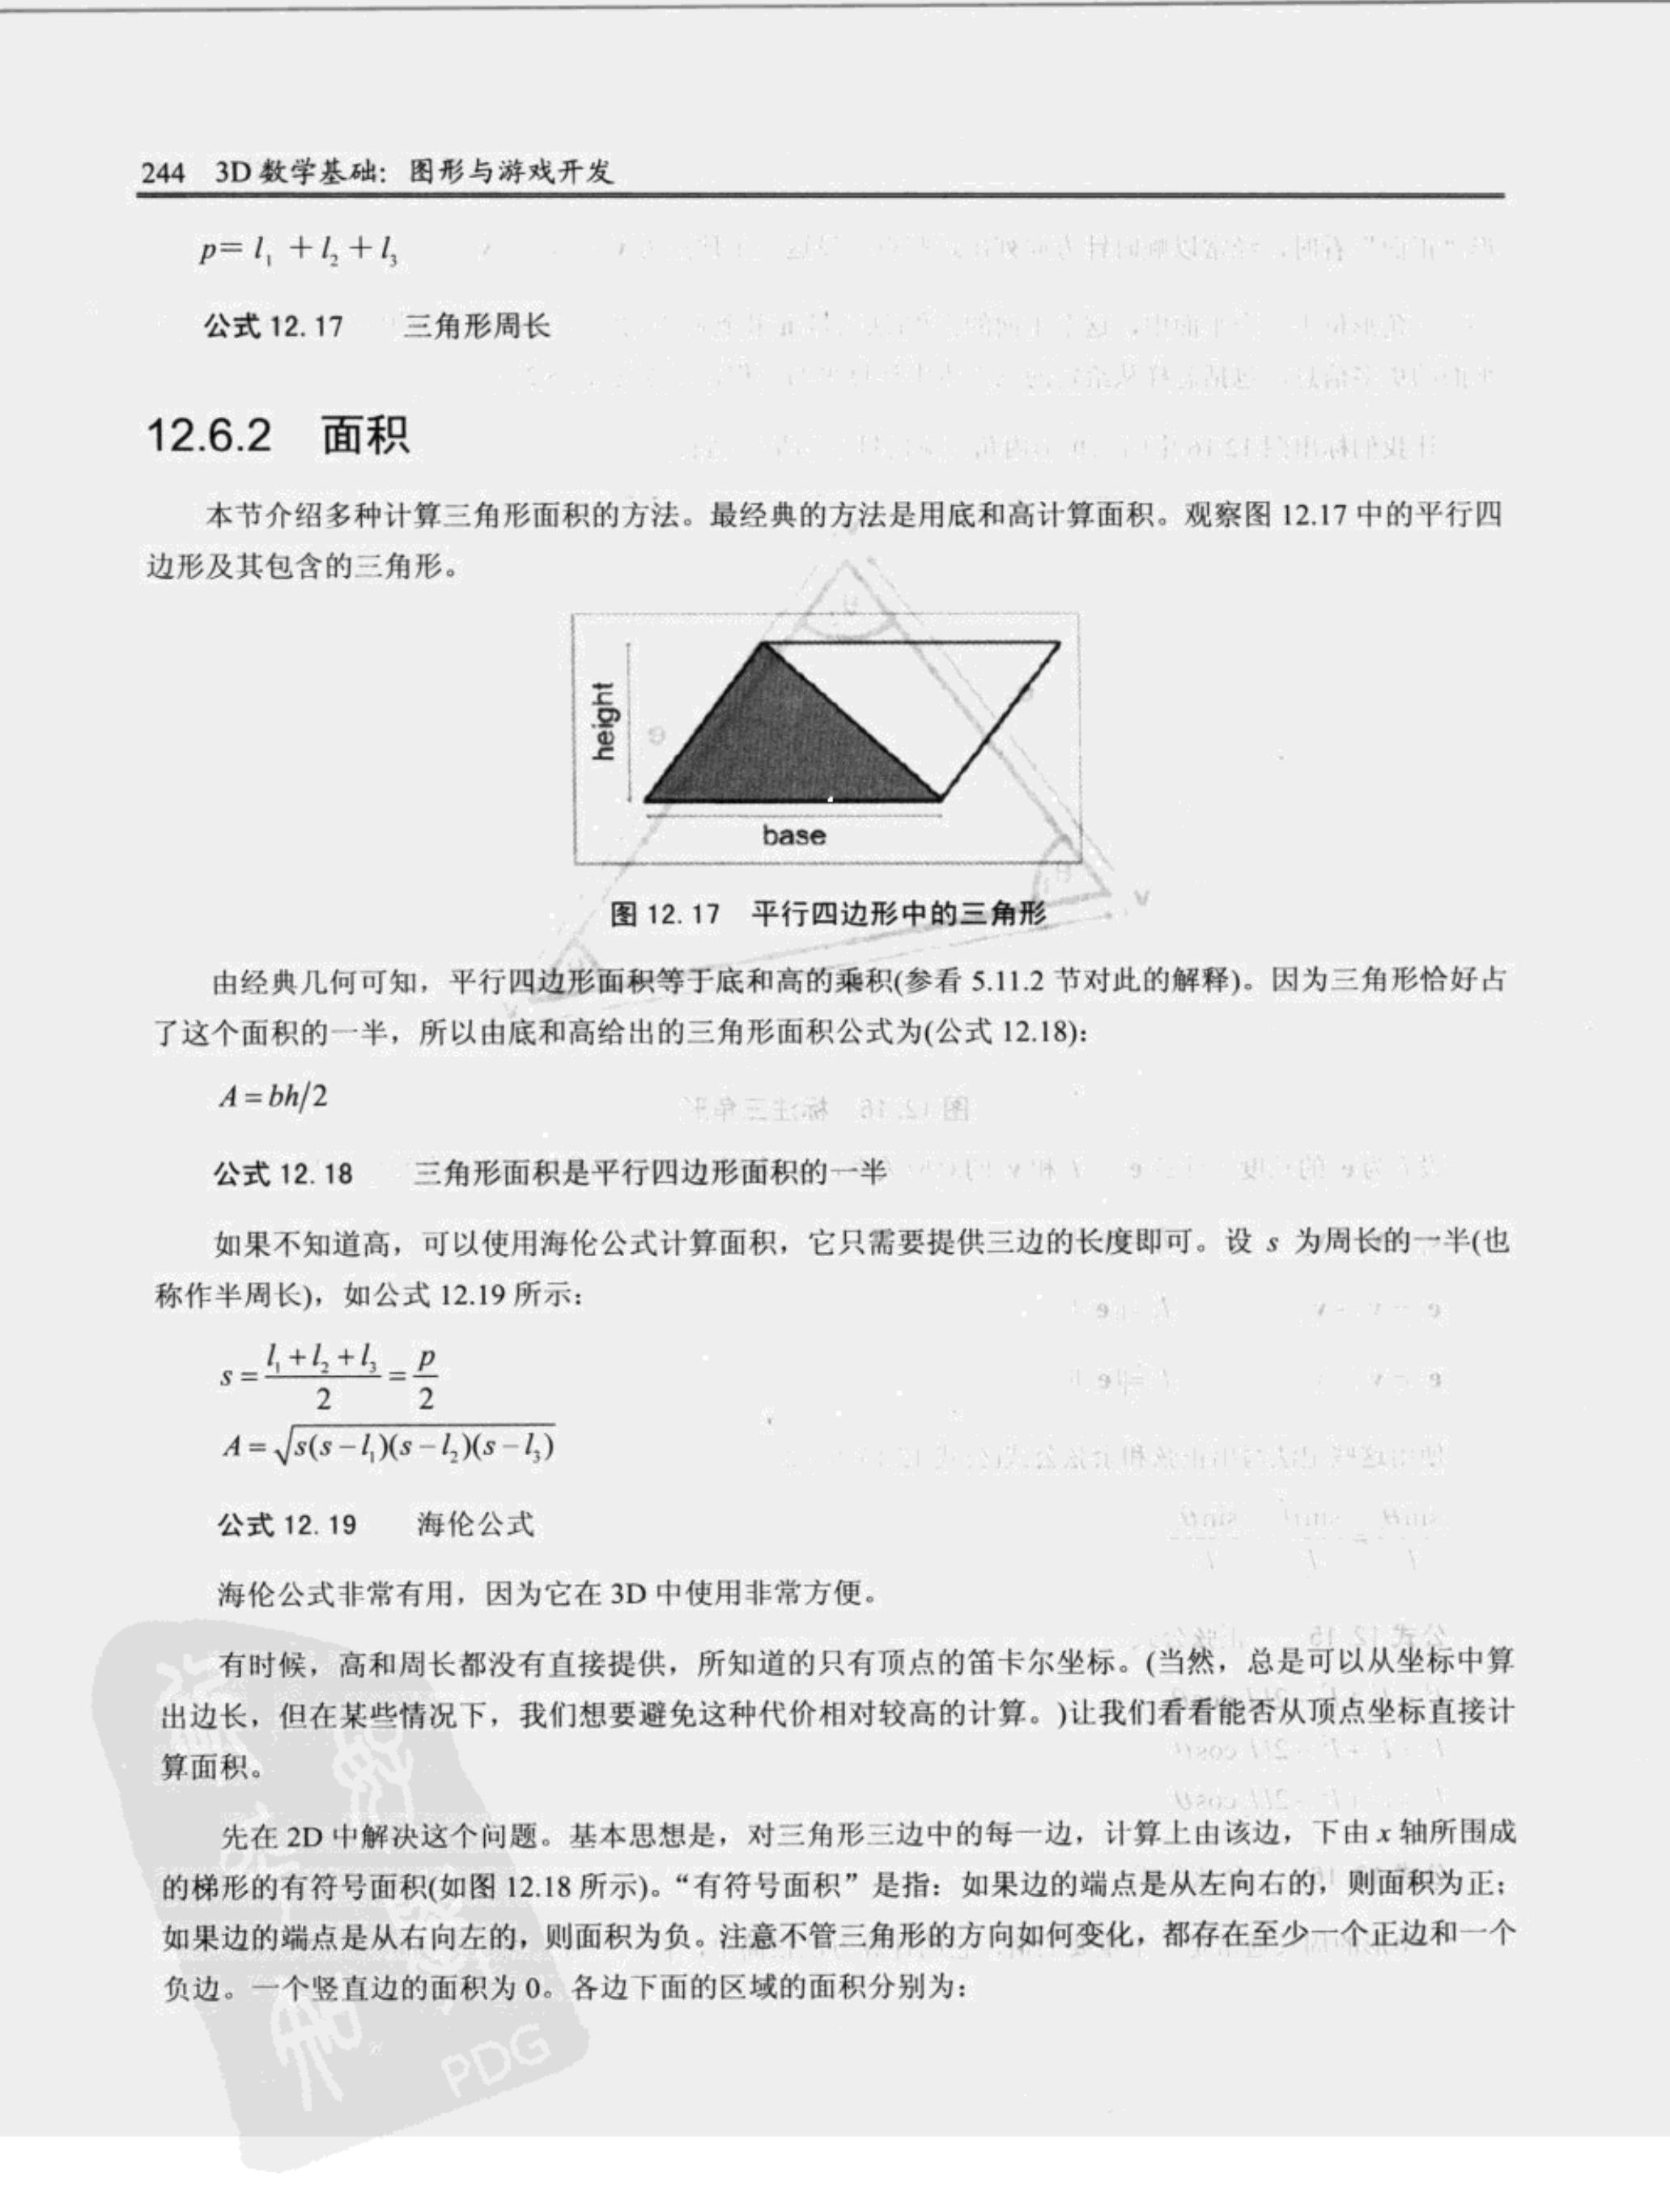 244 3D 数学基础：图形与游戏开发
p= l₁ + l₂ + l₃
公式 12.17 三角形周长
12.6.2 面积
本节介绍多种计算三角形面积的方法。最经典的方法是用底和高计算面积。观察图 12.17 中的平行四
边形及其包含的三角形。
height
base
图 12.17 平行四边形中的三角形
由经典几何可知，平行四边形面积等于底和高的乘积(参看 5.11.2 节对此的解释)。因为三角形恰好占
了这个面积的一半，所以由底和高给出的三角形面积公式为(公式 12.18)：
A = bh/2
公式 12.18 三角形面积是平行四边形面积的一半
如果不知道高，可以使用海伦公式计算面积，它只需要提供三边的长度即可。设 s 为周长的一半(也
称作半周长)，如公式 12.19 所示：
s = (l₁ + l₂ + l₃)/2 = p/2
A = √s(s − l₁)(s − l₂)(s − l₃)
公式 12.19 海伦公式
海伦公式非常有用，因为它在 3D 中使用非常方便。
有时候，高和周长都没有直接提供，所知道的只有顶点的笛卡尔坐标。(当然，总是可以从坐标中算
出边长，但在某些情况下，我们想要避免这种代价相对较高的计算。)让我们看看能否从顶点坐标直接计
算面积。
先在 2D 中解决这个问题。基本思想是，对三角形三边中的每一边，计算上由该边，下由 x 轴所围成
的梯形的有符号面积(如图 12.18 所示)。“有符号面积”是指：如果边的端点是从左向右的，则面积为正；
如果边的端点是从右向左的，则面积为负。注意不管三角形的方向如何变化，都存在至少一个正边和一个
负边。一个竖直边的面积为 0。各边下面的区域的面积分别为：
PDG